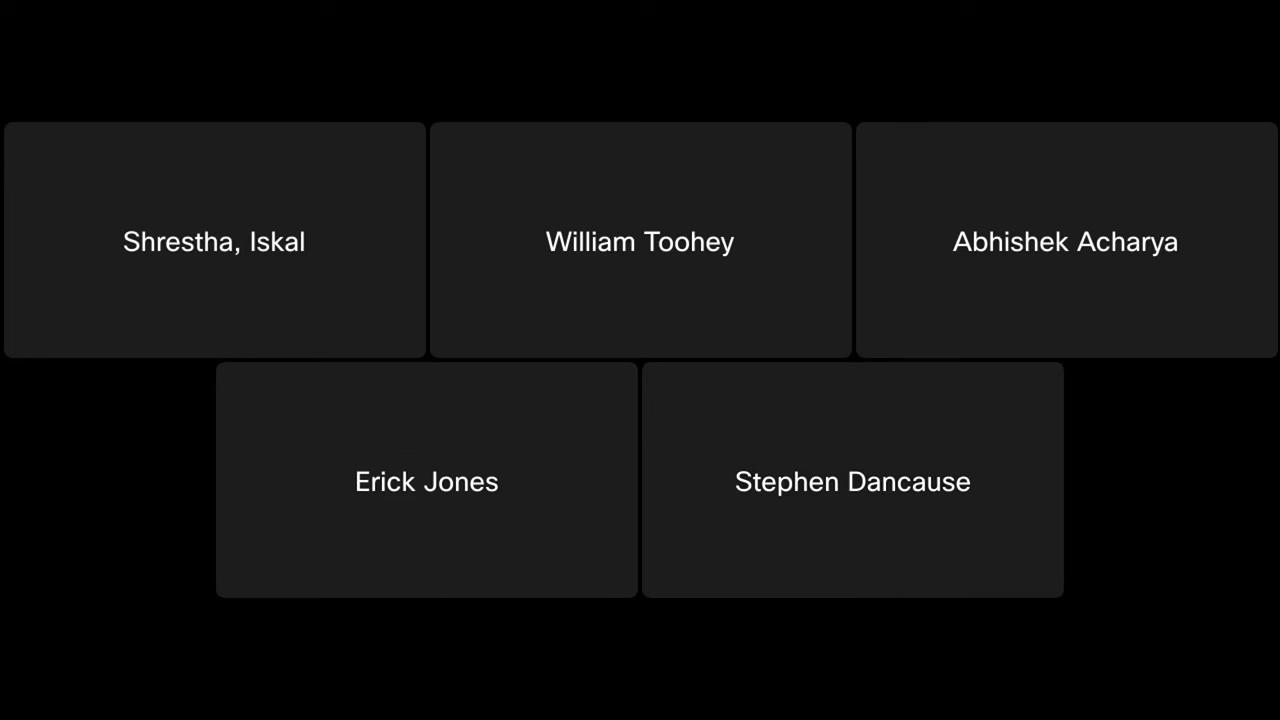 Shrestha, Iskal
William Toohey
Abhishek Acharya
Erick Jones
Stephen Dancause